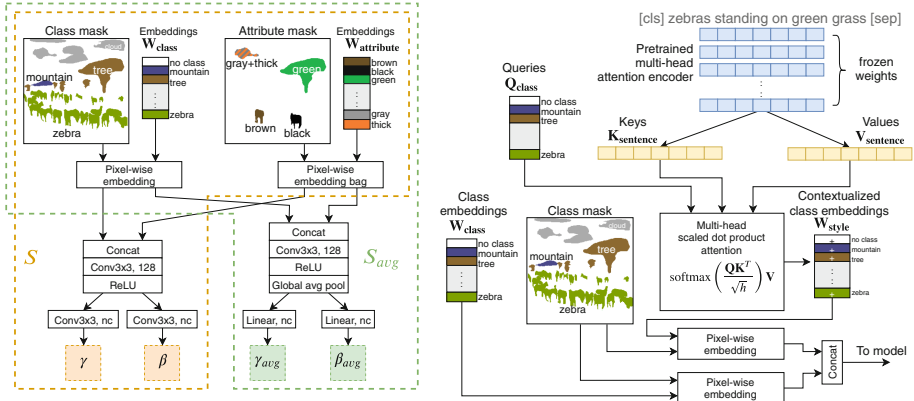 Class mask
Embeddings
W_class
cloud
tree
mountain
zebra
no class
mountain
tree
zebra
Attribute mask
Embeddings
W_attribute
gray+thick
green
brown
black
brown
black
green
gray
thick
Pixel-wise
embedding
Pixel-wise
embedding bag
S
Concat
Conv3x3, 128
ReLU
Conv3x3, nc
Conv3x3, nc
γ
β
S_avg
Concat
Conv3x3, 128
ReLU
Global avg pool
Linear, nc
Linear, nc
γ_avg
β_avg
[cls] zebras standing on green grass [sep]
Pretrained
multi-head
attention encoder
frozen
weights
Queries
Q_class
no class
mountain
tree
zebra
Keys
K_sentence
Values
V_sentence
Class
embeddings
W_class
no class
mountain
tree
zebra
Class mask
cloud
tree
mountain
zebra
Multi-head
scaled dot product
attention
softmax (QK^T / √h) V
Contextualized
class embeddings
W_style
no class
mountain
tree
zebra
Pixel-wise
embedding
Pixel-wise
embedding
Concat
To model